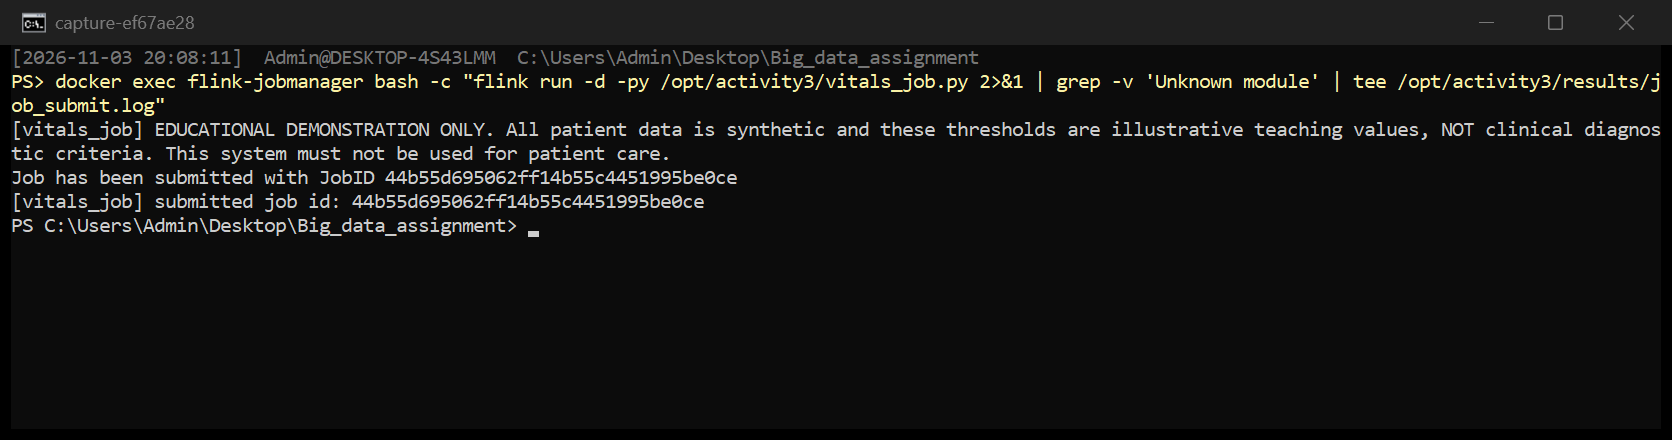 capture-ef67ae28
[2026-11-03 20:08:11]  Admin@DESKTOP-4S43LMM  C:\Users\Admin\Desktop\Big_data_assignment
PS> docker exec flink-jobmanager bash -c "flink run -d -py /opt/activity3/vitals_job.py 2>&1 | grep -v 'Unknown module' | tee /opt/activity3/results/j
ob_submit.log"
[vitals_job] EDUCATIONAL DEMONSTRATION ONLY. All patient data is synthetic and these thresholds are illustrative teaching values, NOT clinical diagnos
tic criteria. This system must not be used for patient care.
Job has been submitted with JobID 44b55d695062ff14b55c4451995be0ce
[vitals_job] submitted job id: 44b55d695062ff14b55c4451995be0ce
PS C:\Users\Admin\Desktop\Big_data_assignment>